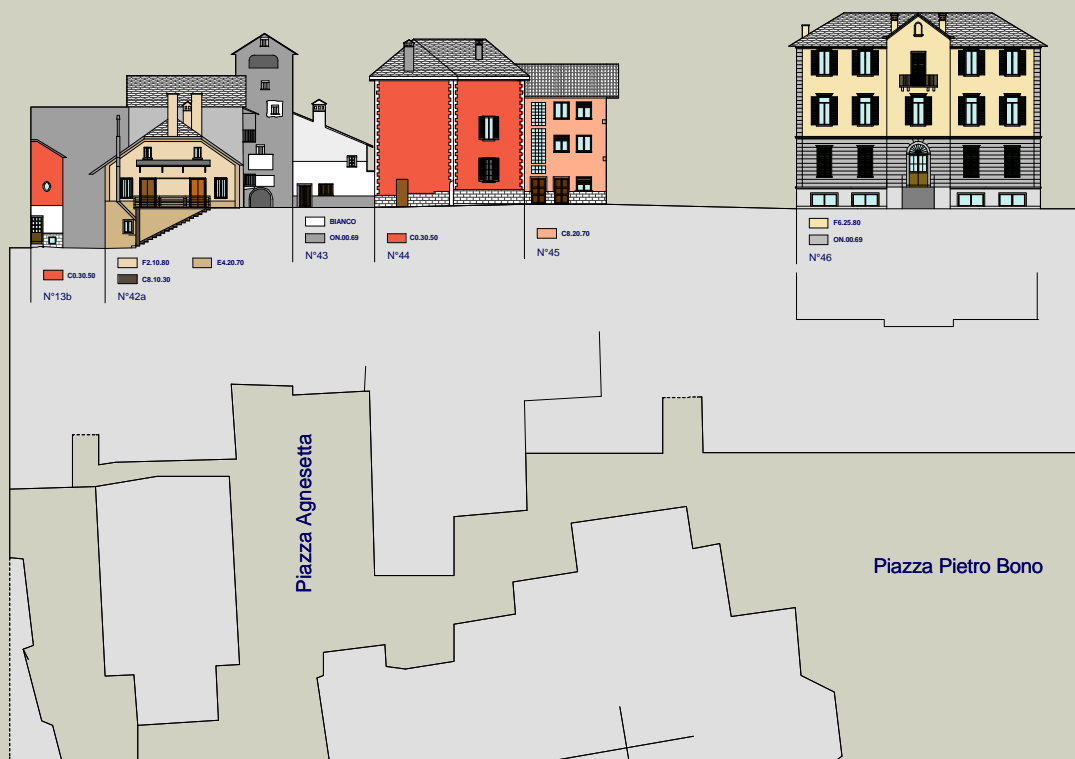 C0.30.50
N°13b
F2.10.80
E4.20.70
C8.10.30
N°42a
BIANCO
ON.00.69
N°43
C0.30.50
N°44
C8.20.70
N°45
F6.25.80
ON.00.69
N°46
Piazza Agnesetta
Piazza Pietro Bono